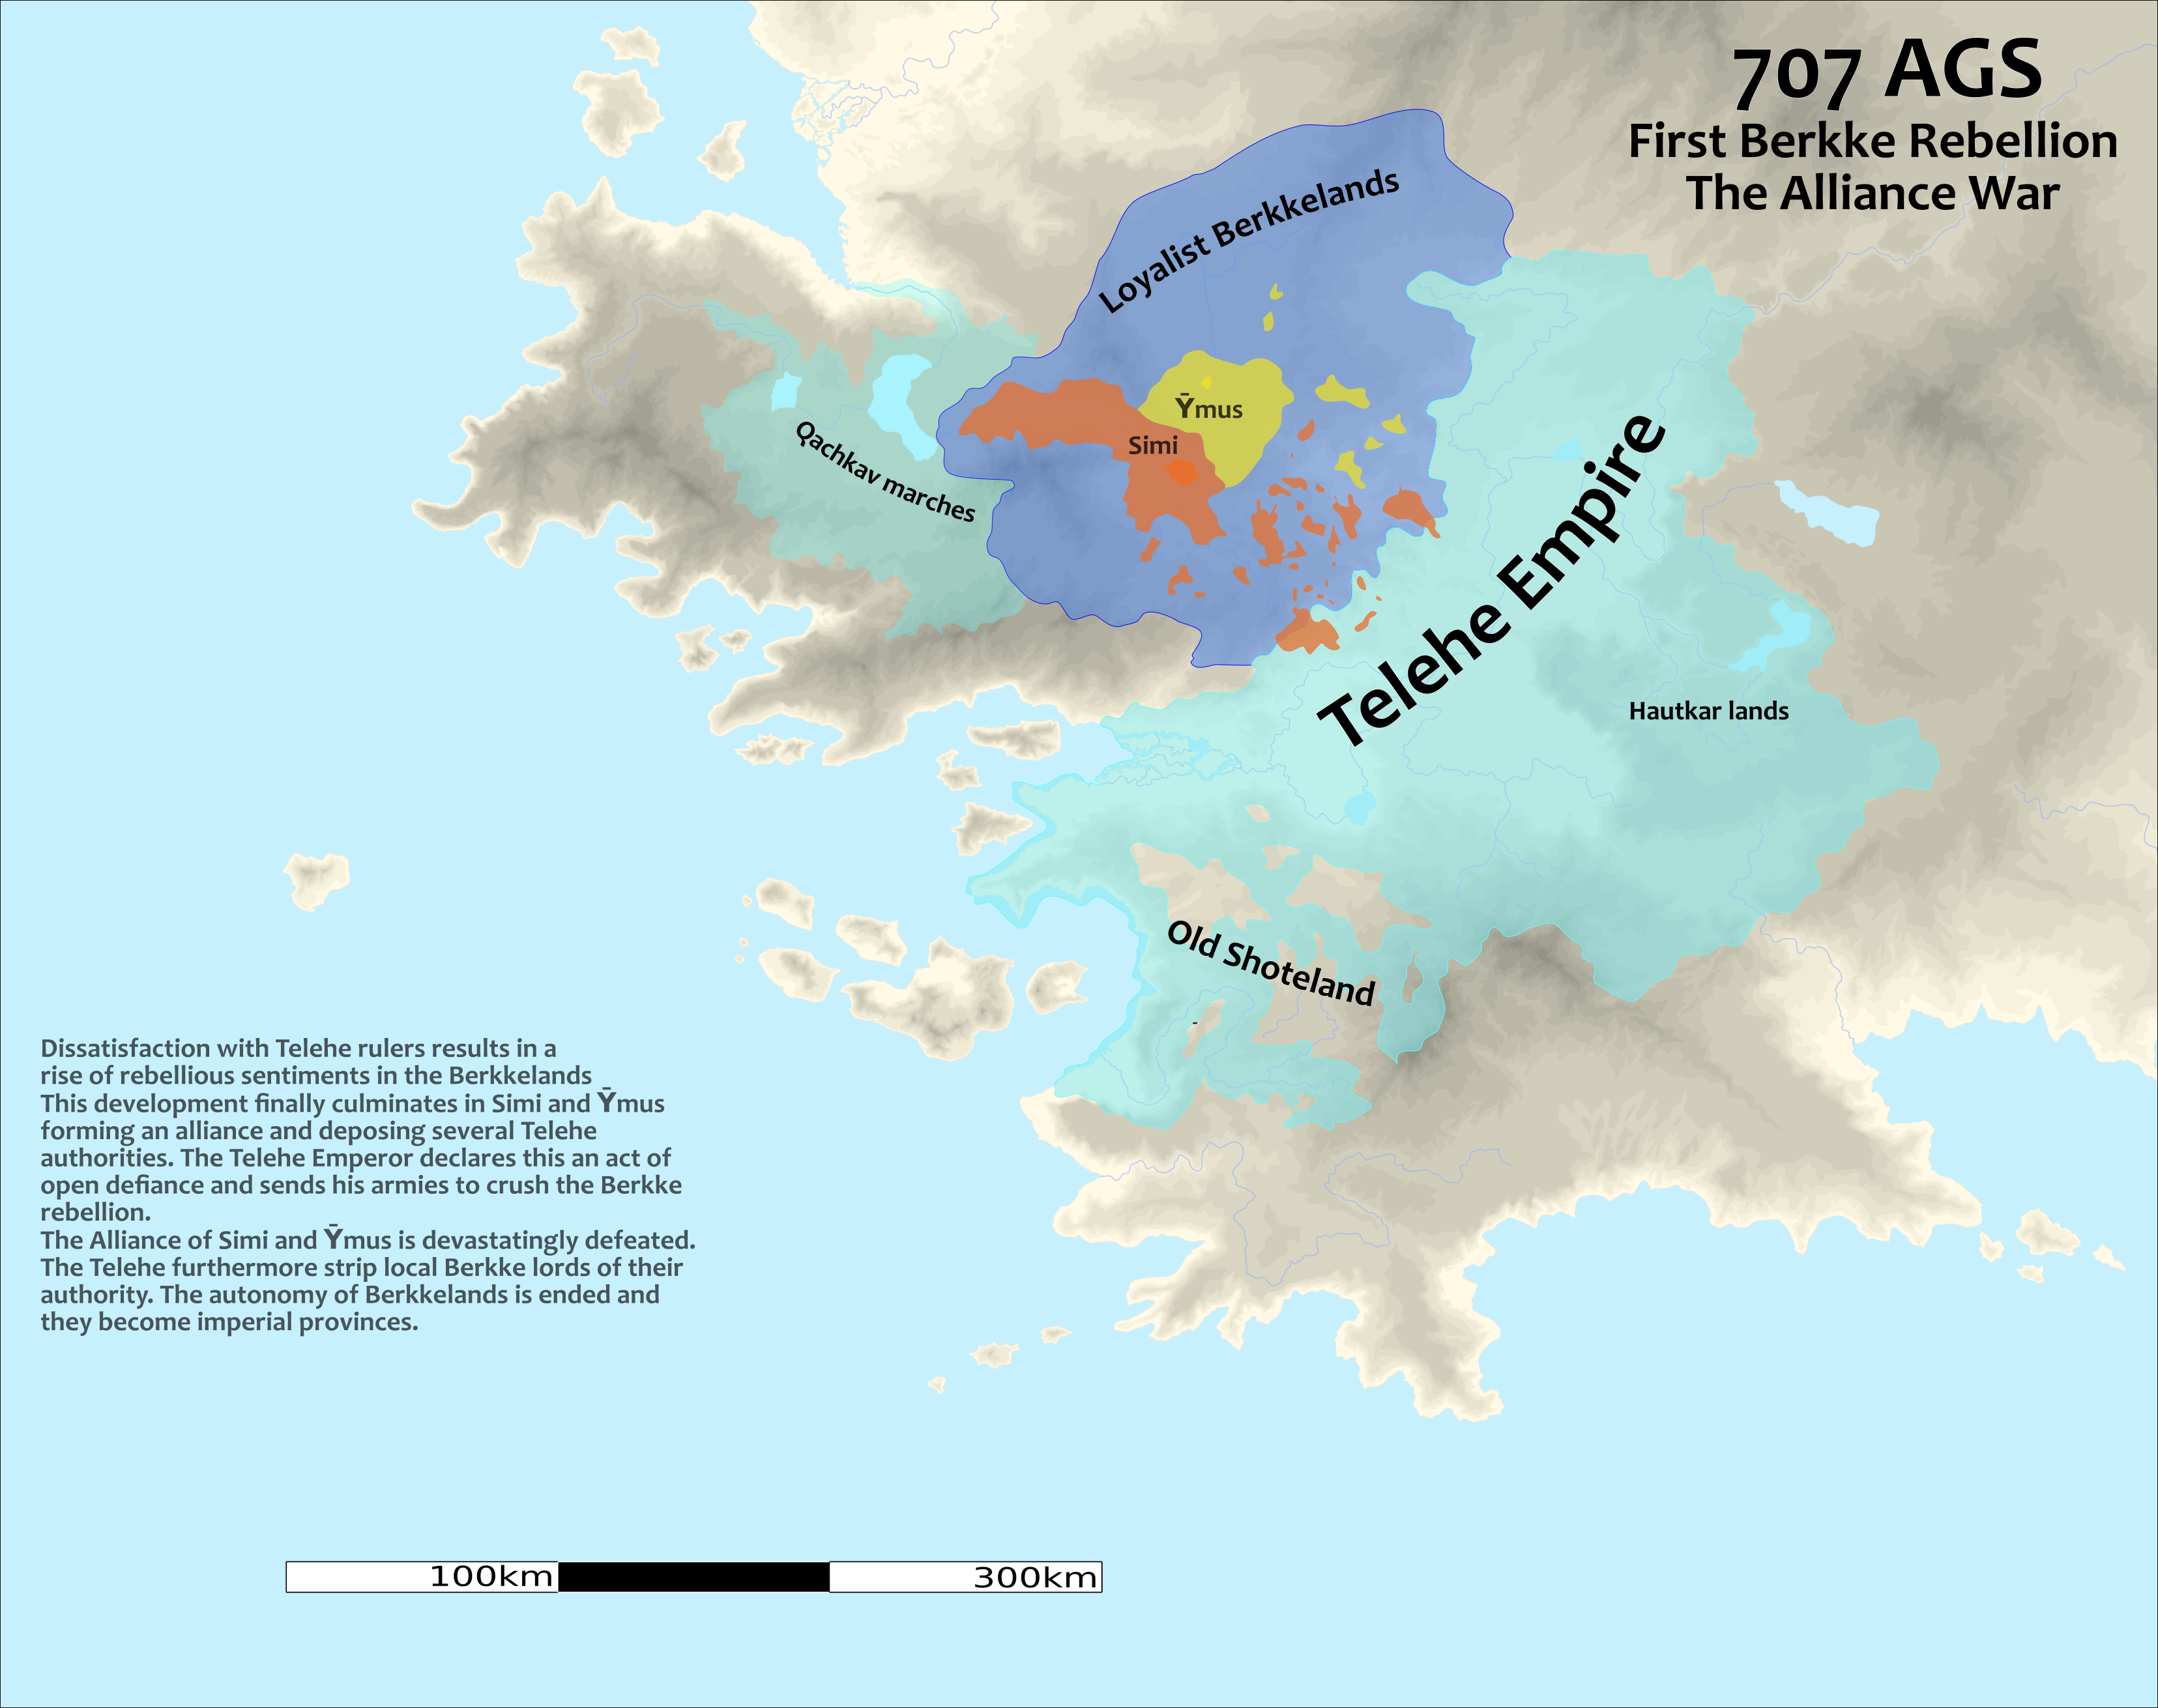 707 AGS
First Berkke Rebellion
The Alliance War
Loyalist Berkkelands
Ȳmus
Simi
Qachkav marches
Telehe Empire
Hautkar lands
Old Shoteland
-
Dissatisfaction with Telehe rulers results in a
rise of rebellious sentiments in the Berkkelands
This development finally culminates in Simi and Ȳmus
forming an alliance and deposing several Telehe
authorities. The Telehe Emperor declares this an act of
open defiance and sends his armies to crush the Berkke
rebellion.
The Alliance of Simi and Ȳmus is devastatingly defeated.
The Telehe furthermore strip local Berkke lords of their
authority. The autonomy of Berkkelands is ended and
they become imperial provinces.
100km
300km